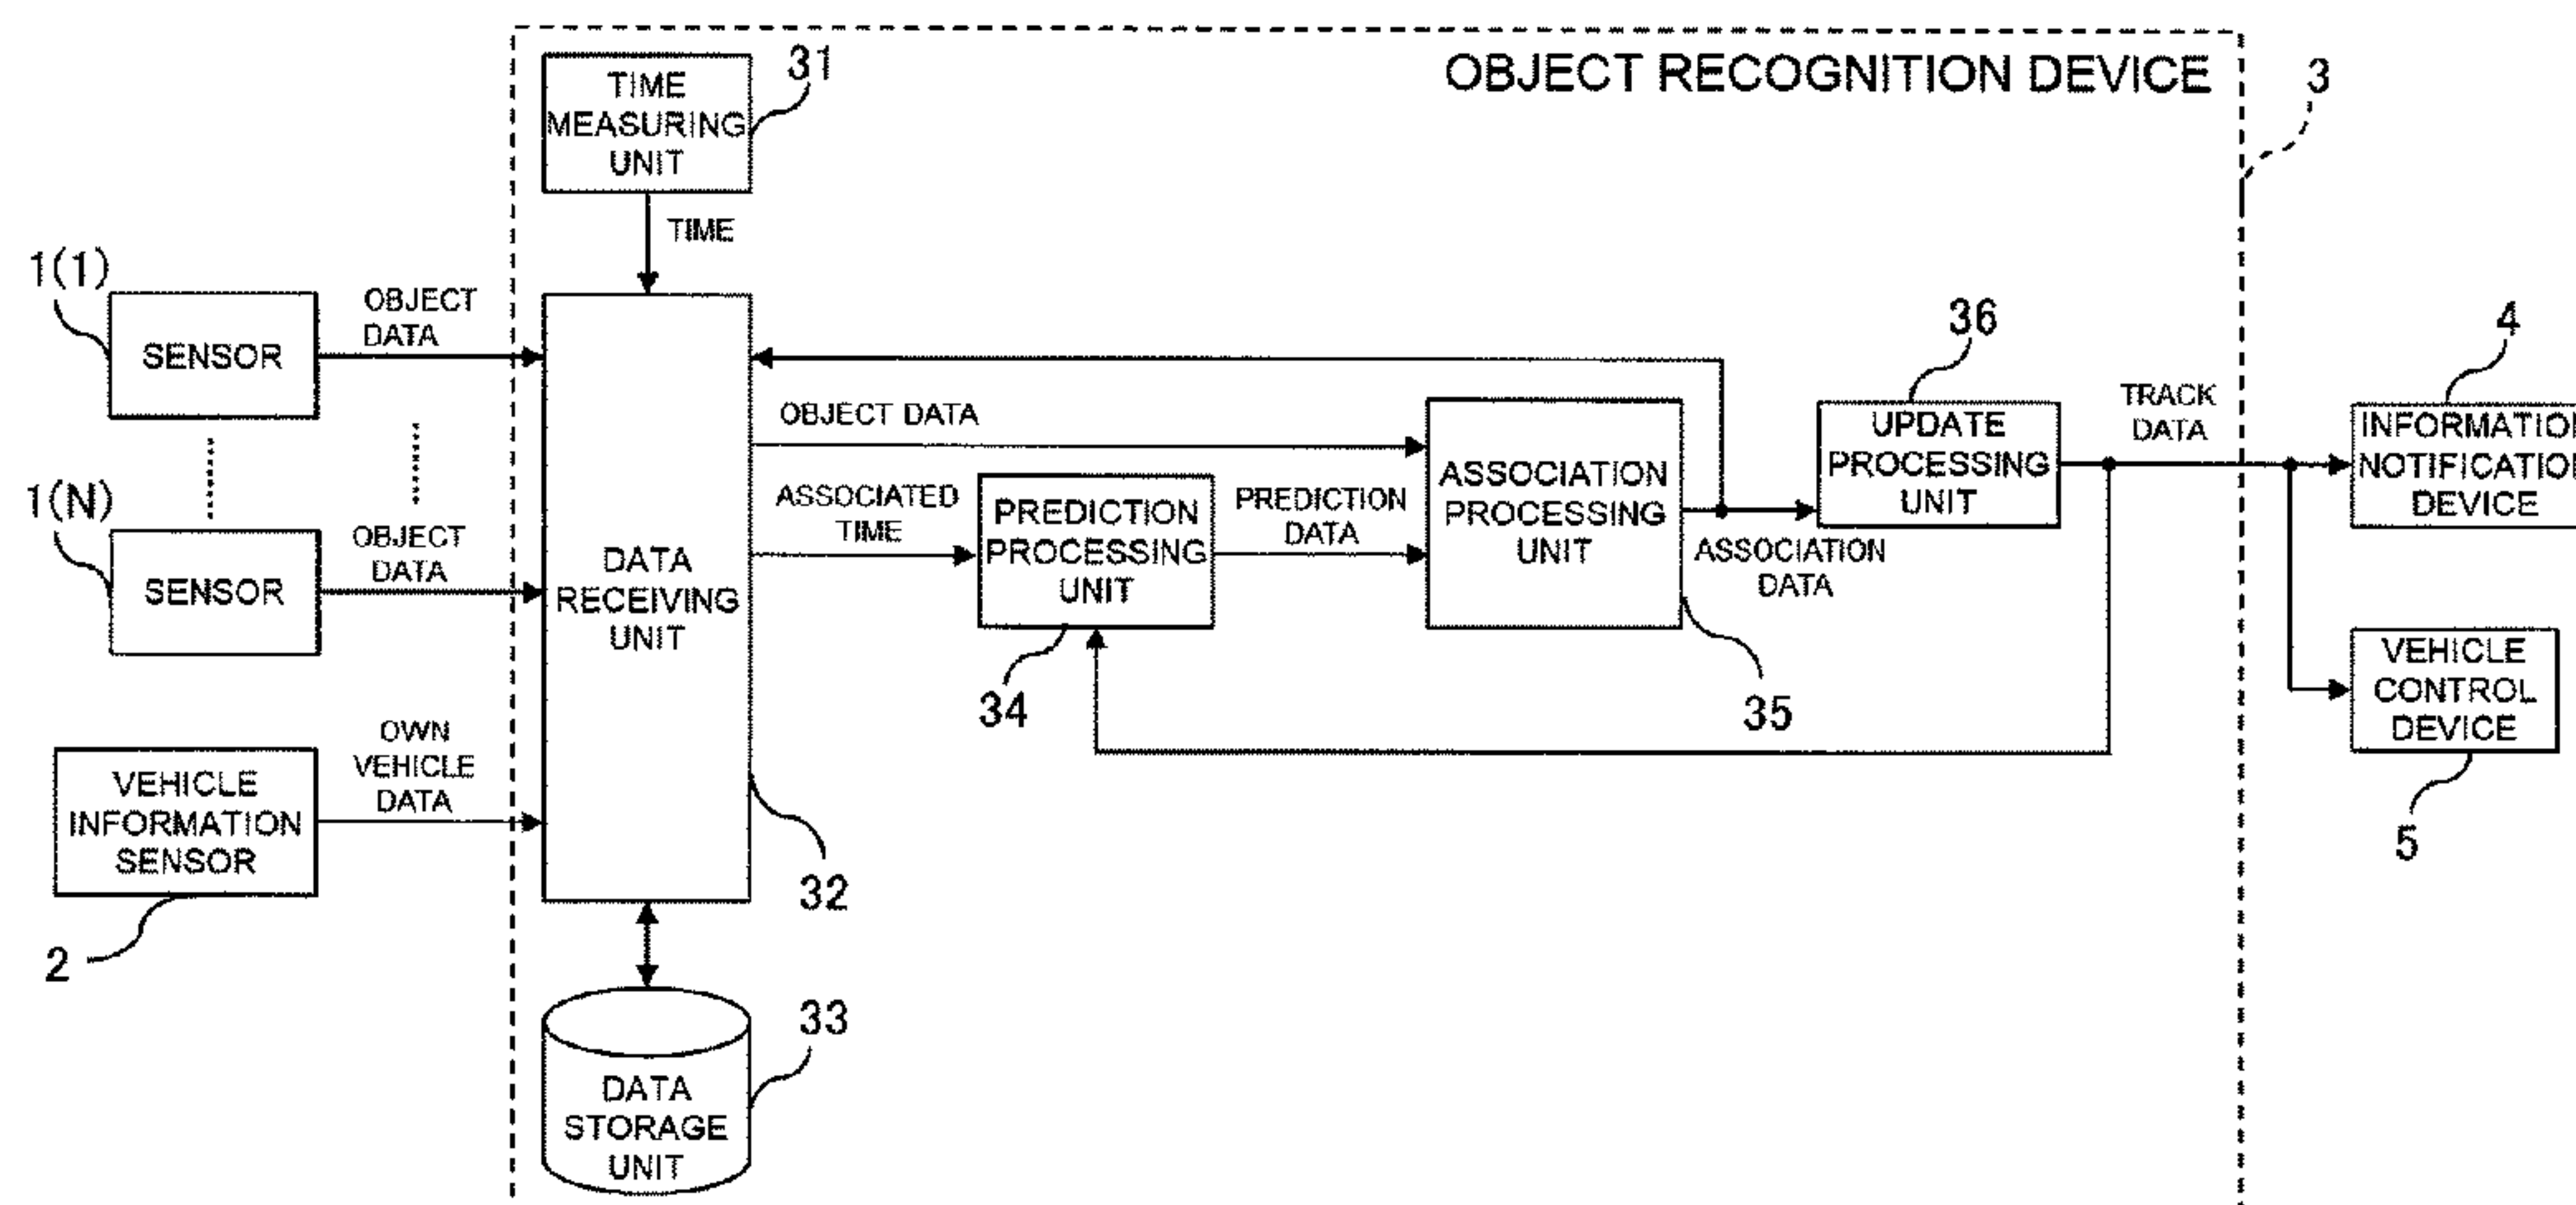 OBJECT RECOGNITION DEVICE
3
TIME
MEASURING
UNIT
31
TIME
1(1)
SENSOR
OBJECT
DATA
1(N)
SENSOR
OBJECT
DATA
VEHICLE
INFORMATION
SENSOR
2
OWN
VEHICLE
DATA
DATA
RECEIVING
UNIT
32
DATA
STORAGE
UNIT
33
OBJECT DATA
ASSOCIATED
TIME
PREDICTION
PROCESSING
UNIT
34
PREDICTION
DATA
ASSOCIATION
PROCESSING
UNIT
35
ASSOCIATION
DATA
36
UPDATE
PROCESSING
UNIT
TRACK
DATA
4
INFORMATION
NOTIFICATION
DEVICE
VEHICLE
CONTROL
DEVICE
5